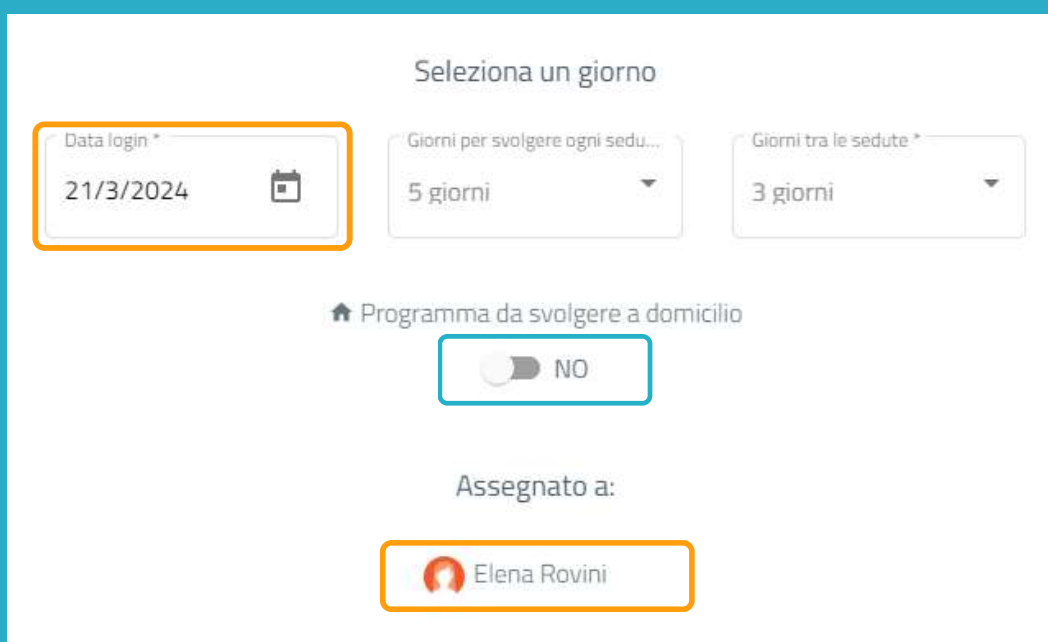 Seleziona un giorno
Data login * Giorni per svolgere ogni sedu... Giorni tra le sedute *
21/3/2024 5 giorni 3 giorni
Programma da svolgere a domicilio
NO
Assegnato a:
Elena Rovini